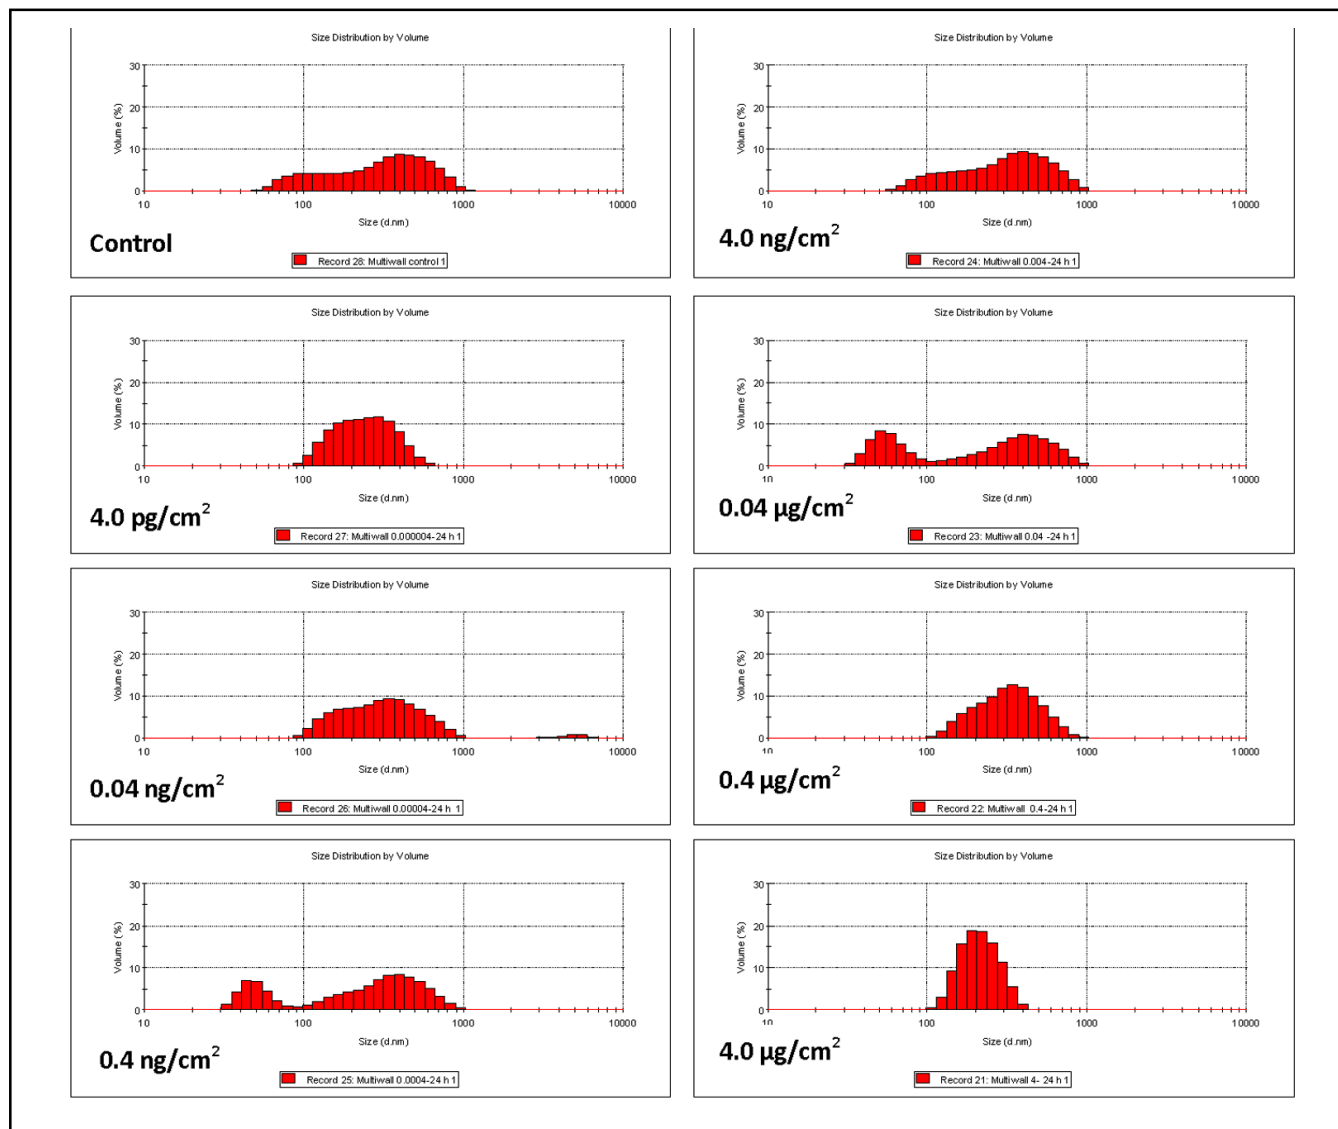 Size Distribution by Volume
30
20
10
0
Volume (%)
10 100 1000 10000
Size (d.nm)
Control
Record 28: Multiwall control 1
Size Distribution by Volume
30
20
10
0
Volume (%)
10 100 1000 10000
Size (d.nm)
4.0 ng/cm²
Record 24: Multiwall 0.004-24 h 1
Size Distribution by Volume
30
20
10
0
Volume (%)
10 100 1000 10000
Size (d.nm)
4.0 pg/cm²
Record 27: Multiwall 0.000004-24 h 1
Size Distribution by Volume
30
20
10
0
Volume (%)
10 100 1000 10000
Size (d.nm)
0.04 µg/cm²
Record 23: Multiwall 0.04 -24h 1
Size Distribution by Volume
30
20
10
0
Volume (%)
10 100 1000 10000
Size (d.nm)
0.04 ng/cm²
Record 26: Multiwall 0.00004-24 h 1
Size Distribution by Volume
30
20
10
0
Volume (%)
10 100 1000 10000
Size (d.nm)
0.4 µg/cm²
Record 22: Multiwall 0.4-24h 1
Size Distribution by Volume
30
20
10
0
Volume (%)
10 100 1000 10000
Size (d.nm)
0.4 ng/cm²
Record 25: Multiwall 0.0004-24 h 1
Size Distribution by Volume
30
20
10
0
Volume (%)
10 100 1000 10000
Size (d.nm)
4.0 µg/cm²
Record 21: Multiwall 4- 24 h 1